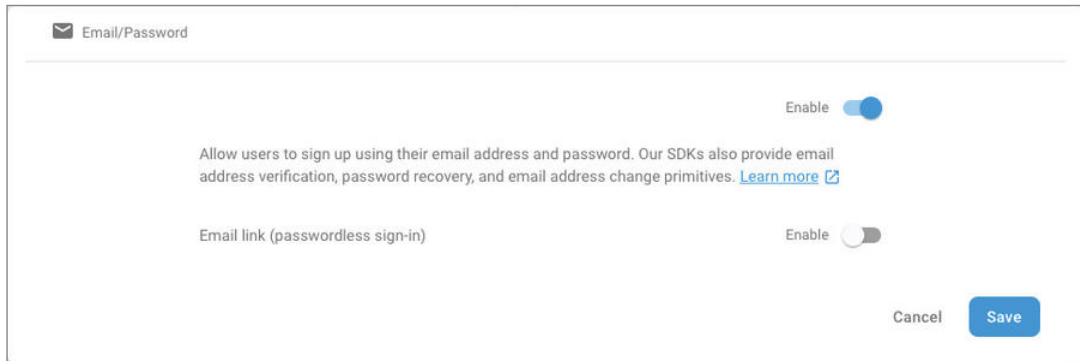 Email/Password
Enable
Allow users to sign up using their email address and password. Our SDKs also provide email
address verification, password recovery, and email address change primitives. Learn more
Email link (passwordless sign-in)
Enable
Cancel
Save